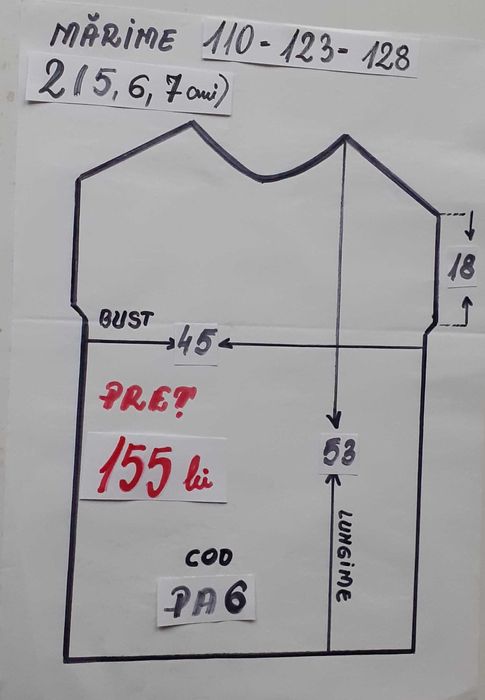 MĂRIME 110-123-128
2 (5, 6, 7 ani)
18
BUST
45
PREȚ
155 lei
53
LUNGIME
COD
PA6